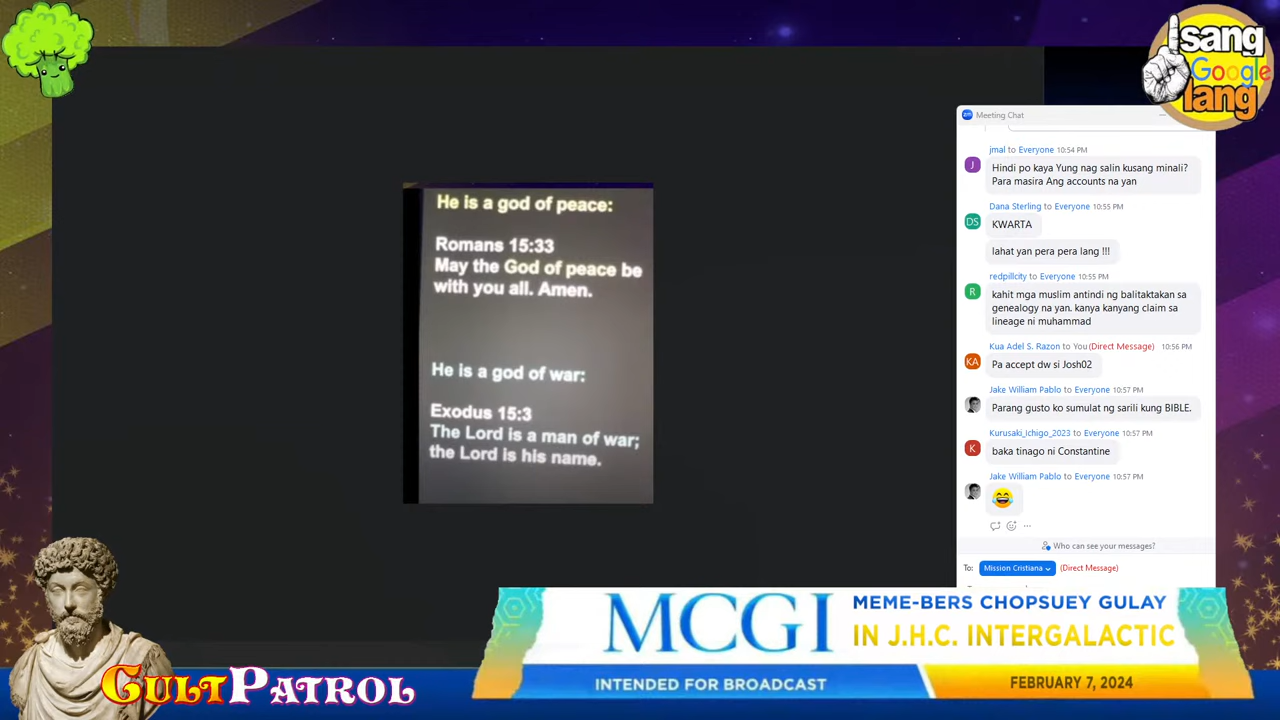 Isang
Google
lang
He is a god of peace:
Romans 15:33
May the God of peace be
with you all. Amen.
He is a god of war:
Exodus 15:3
The Lord is a man of war;
the Lord is his name.
Meeting Chat
jmal to Everyone 10:54 PM
J
Hindi po kaya Yung nag salin kusang minali?
Para masira Ang accounts na yan
Dana Sterling to Everyone 10:55 PM
DS
KWARTA
lahat yan pera pera lang !!!
redpillcity to Everyone 10:55 PM
R
kahit mga muslim antindi ng balitaktakan sa
genealogy na yan. kanya kanyang claim sa
lineage ni muhammad
Kua Adel S. Razon to You (Direct Message) 10:56 PM
KA
Pa accept dw si Josh02
Jake William Pablo to Everyone 10:57 PM
Parang gusto ko sumulat ng sarili kung BIBLE.
Kurusaki_Ichigo_2023 to Everyone 10:57 PM
K
baka tinago ni Constantine
Jake William Pablo to Everyone 10:57 PM
😂
Who can see your messages?
To: Mission Cristiana (Direct Message)
MCGI
MEME-BERS CHOPSUEY GULAY
IN J.H.C. INTERGALACTIC
INTENDED FOR BROADCAST
FEBRUARY 7, 2024
CULTPATROL